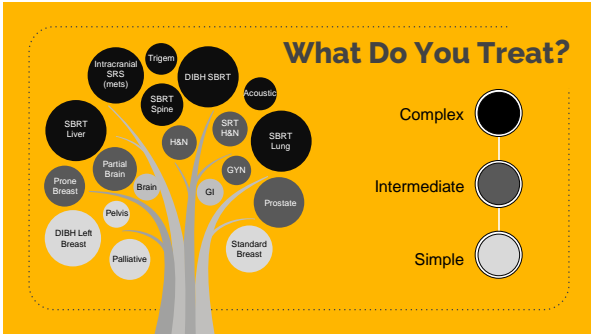 What Do You Treat?
Intracranial
SRS
(mets)
Trigem
DIBH SBRT
SBRT
Spine
Acoustic
SBRT
Liver
H&N
SRT
H&N
SBRT
Lung
Partial
Brain
Prone
Breast
Brain
GI
GYN
Prostate
Pelvis
DIBH Left
Breast
Palliative
Standard
Breast
Complex
Intermediate
Simple